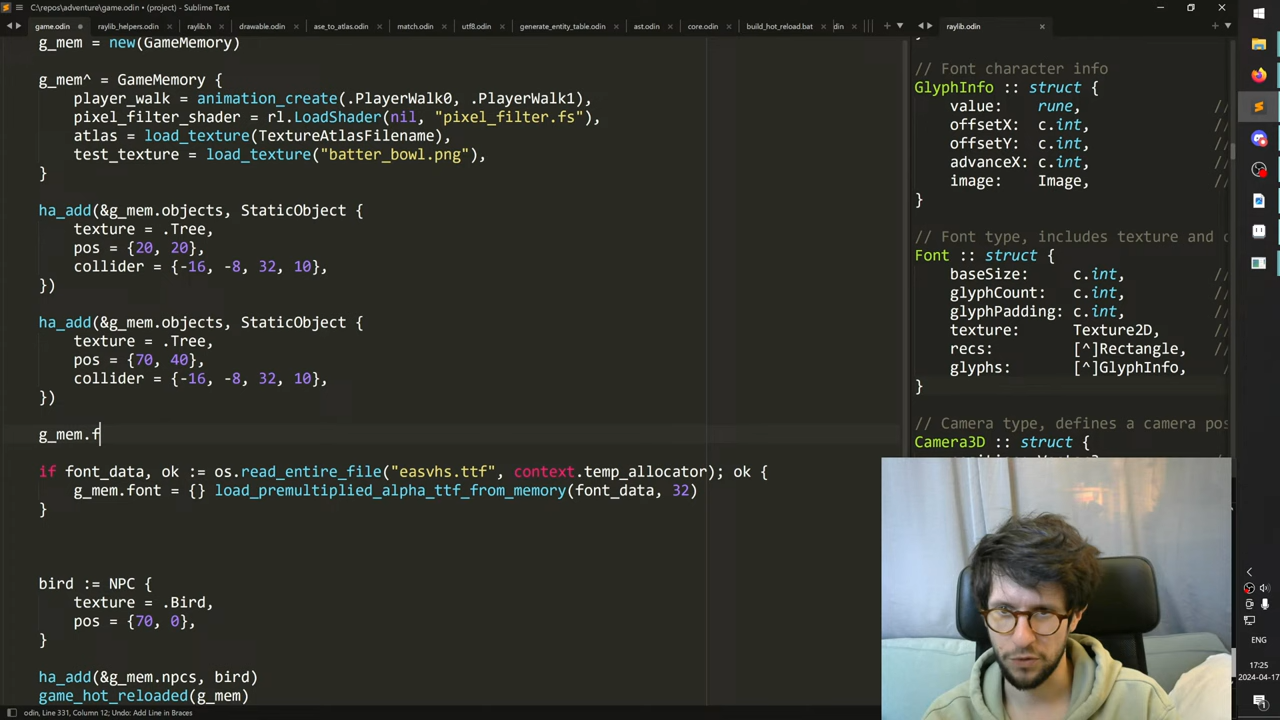 C:\repos\adventure\game.odin • - Sublime Text
game.odin
raylib_helpers.odin
raylib.h
drawable.odin
ase_to_atlas.odin
match.odin
utf8.odin
generate_entity_table.odin
ast.odin
core.odin
build_hot_reload.bat
din
raylib.odin
g_mem = new(GameMemory)
g_mem^ = GameMemory {
player_walk = animation_create(.PlayerWalk0, .PlayerWalk1),
pixel_filter_shader = rl.LoadShader(nil, "pixel_filter.fs"),
atlas = load_texture(TextureAtlasFilename),
test_texture = load_texture("batter_bowl.png"),
}
ha_add(&g_mem.objects, StaticObject {
texture = .Tree,
pos = {20, 20},
collider = {-16, -8, 32, 10},
})
ha_add(&g_mem.objects, StaticObject {
texture = .Tree,
pos = {70, 40},
collider = {-16, -8, 32, 10},
})
g_mem.f
if font_data, ok := os.read_entire_file("easvhs.ttf", context.temp_allocator); ok {
g_mem.font = {} load_premultiplied_alpha_ttf_from_memory(font_data, 32)
}
bird := NPC {
texture = .Bird,
pos = {70, 0},
}
ha_add(&g_mem.npcs, bird)
game_hot_reloaded(g_mem)
// Font character info
GlyphInfo :: struct {
value: rune, //
offsetX: c.int, //
offsetY: c.int, //
advanceX: c.int, //
image: Image, //
}
// Font type, includes texture and c
Font :: struct {
baseSize: c.int, //
glyphCount: c.int, //
glyphPadding: c.int, //
texture: Texture2D, //
recs: [^]Rectangle, //
glyphs: [^]GlyphInfo, //
}
// Camera type, defines a camera pos
Camera3D :: struct {
odin, Line 331, Column 12; Undo: Add Line in Braces
ENG
17:25
2024-04-17